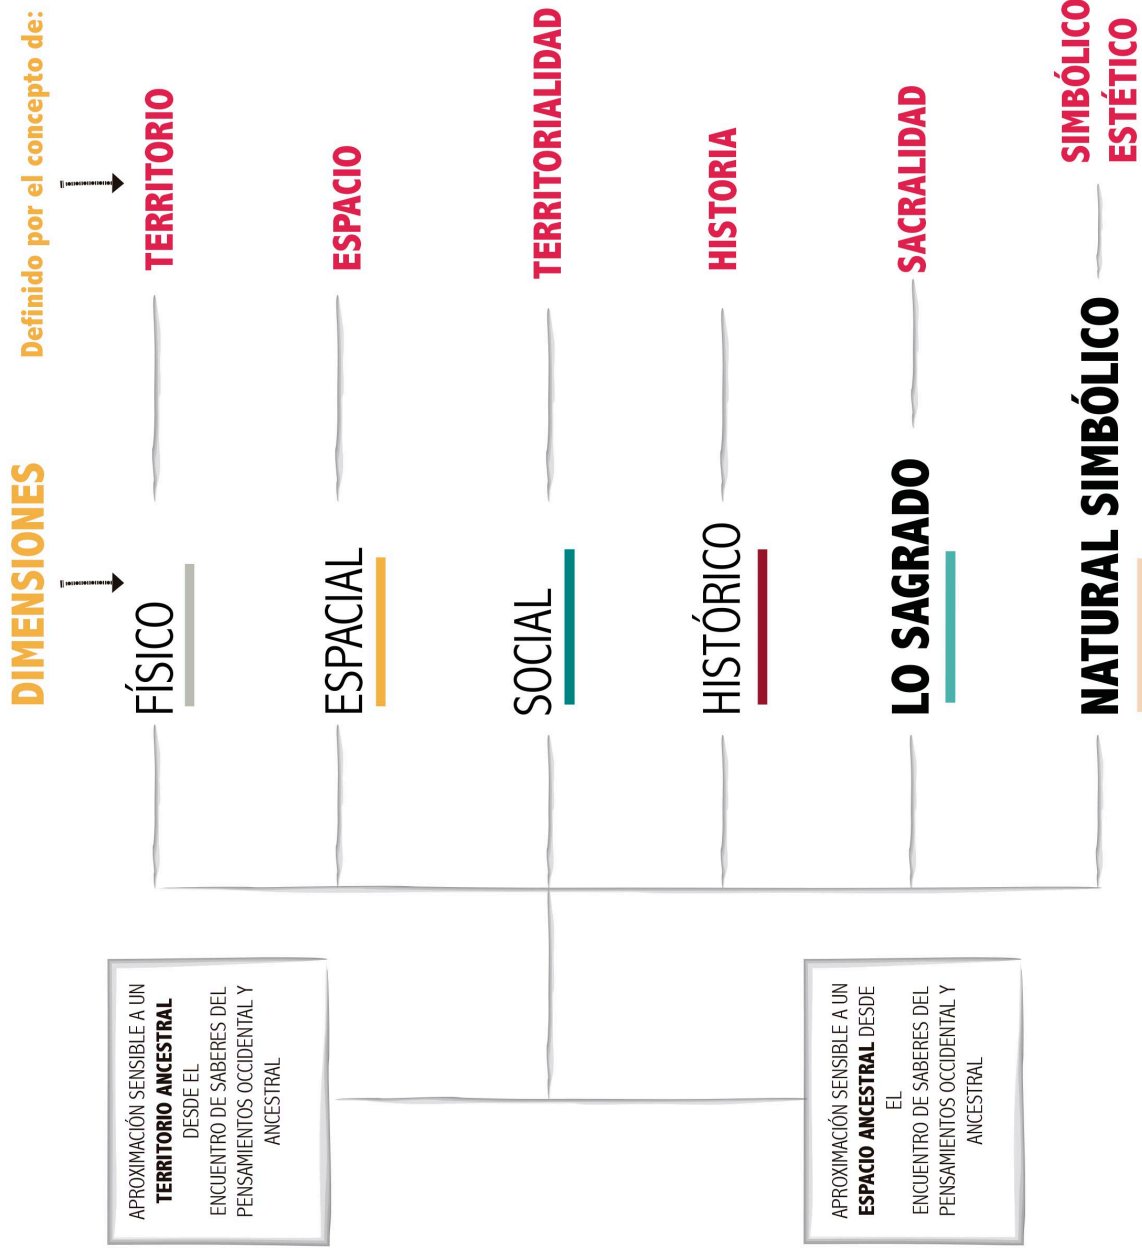 DIMENSIONES
Definido por el concepto de:
FÍSICO
TERRITORIO
ESPACIAL
ESPACIO
SOCIAL
TERRITORIALIDAD
HISTÓRICO
HISTORIA
LO SAGRADO
SACRALIDAD
NATURAL SIMBÓLICO
SIMBÓLICO
ESTÉTICO
APROXIMACIÓN SENSIBLE A UN
TERRITORIO ANCESTRAL
DESDE EL
ENCUENTRO DE SABERES DEL
PENSAMIENTOS OCCIDENTAL Y
ANCESTRAL
APROXIMACIÓN SENSIBLE A UN
ESPACIO ANCESTRAL DESDE
EL
ENCUENTRO DE SABERES DEL
PENSAMIENTOS OCCIDENTAL Y
ANCESTRAL